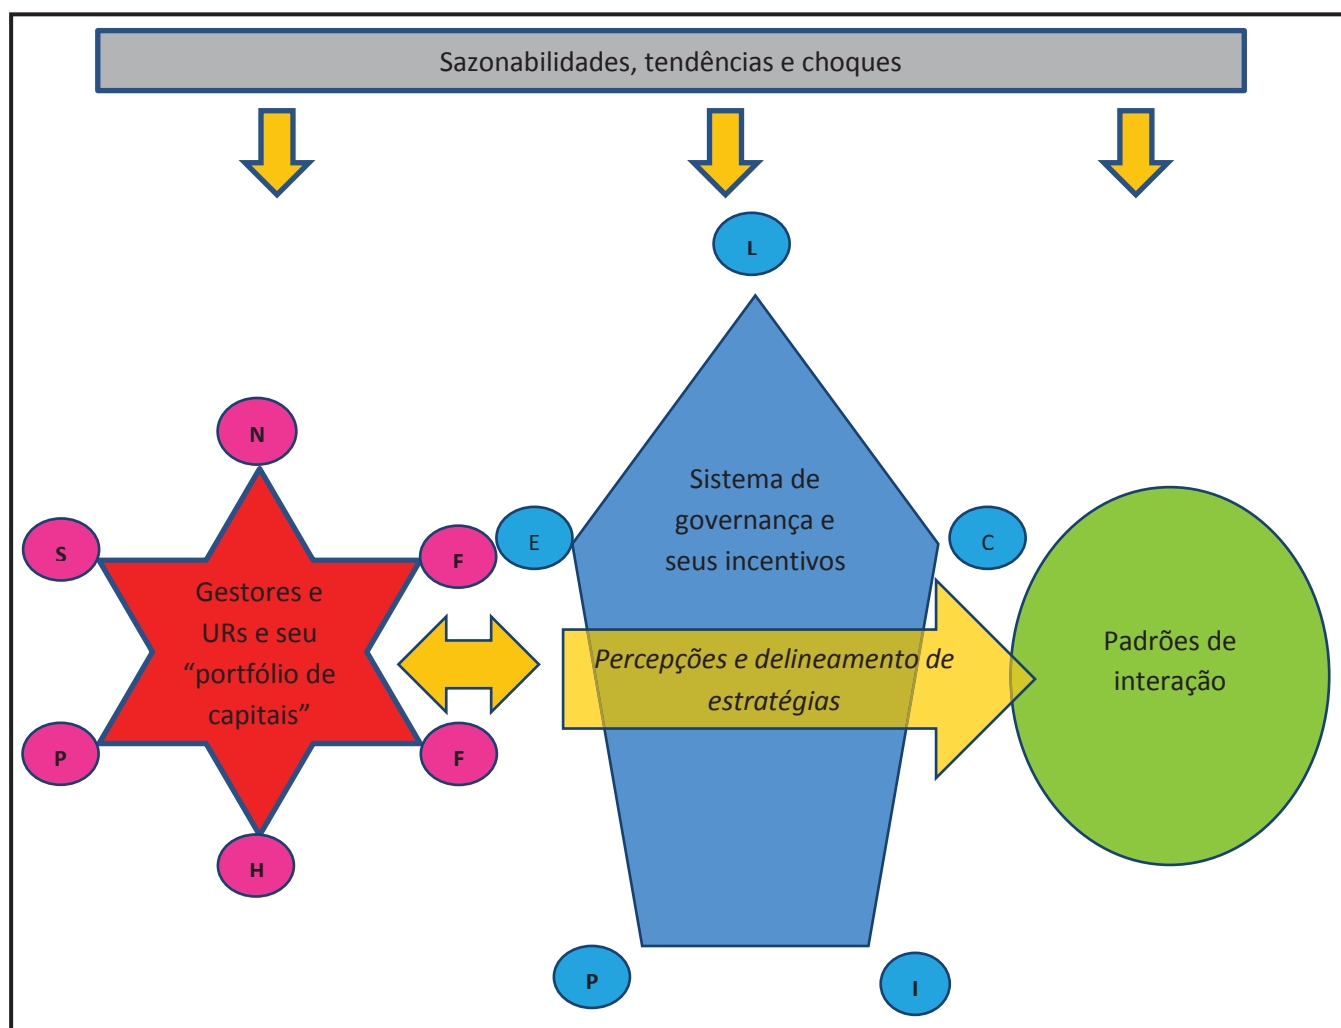 Sazonabilidades, tendências e choques
L
N
S
F
E
C
Gestores e
URs e seu
“portfólio de
capitais”
Sistema de
governança e
seus incentivos
Percepções e delineamento de
estratégias
Padrões de
interação
P
F
H
P
I